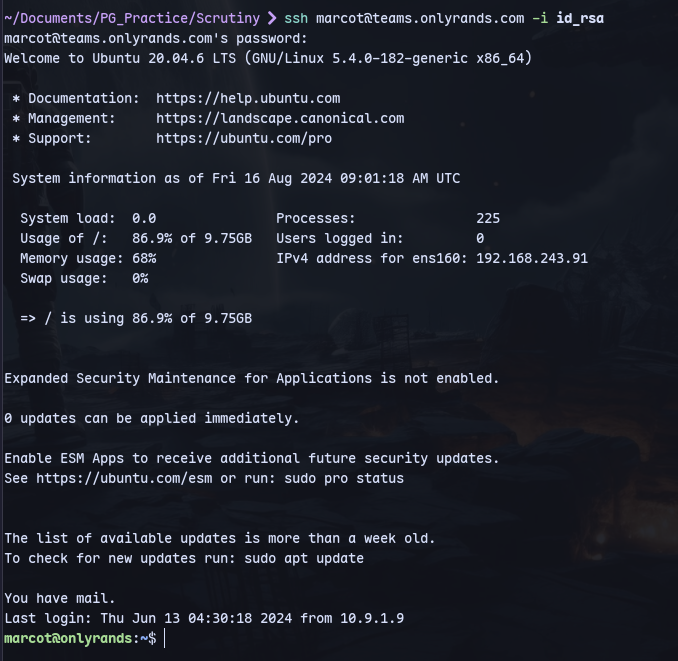 ~/Documents/PG_Practice/Scrutiny ❯ ssh marcot@teams.onlyrands.com -i id_rsa
marcot@teams.onlyrands.com's password:
Welcome to Ubuntu 20.04.6 LTS (GNU/Linux 5.4.0-182-generic x86_64)
* Documentation:  https://help.ubuntu.com
* Management:     https://landscape.canonical.com
* Support:        https://ubuntu.com/pro
System information as of Fri 16 Aug 2024 09:01:18 AM UTC
System load:  0.0               Processes:               225
Usage of /:   86.9% of 9.75GB   Users logged in:         0
Memory usage: 68%               IPv4 address for ens160: 192.168.243.91
Swap usage:   0%
=> / is using 86.9% of 9.75GB
Expanded Security Maintenance for Applications is not enabled.
0 updates can be applied immediately.
Enable ESM Apps to receive additional future security updates.
See https://ubuntu.com/esm or run: sudo pro status
The list of available updates is more than a week old.
To check for new updates run: sudo apt update
You have mail.
Last login: Thu Jun 13 04:30:18 2024 from 10.9.1.9
marcot@onlyrands:~$